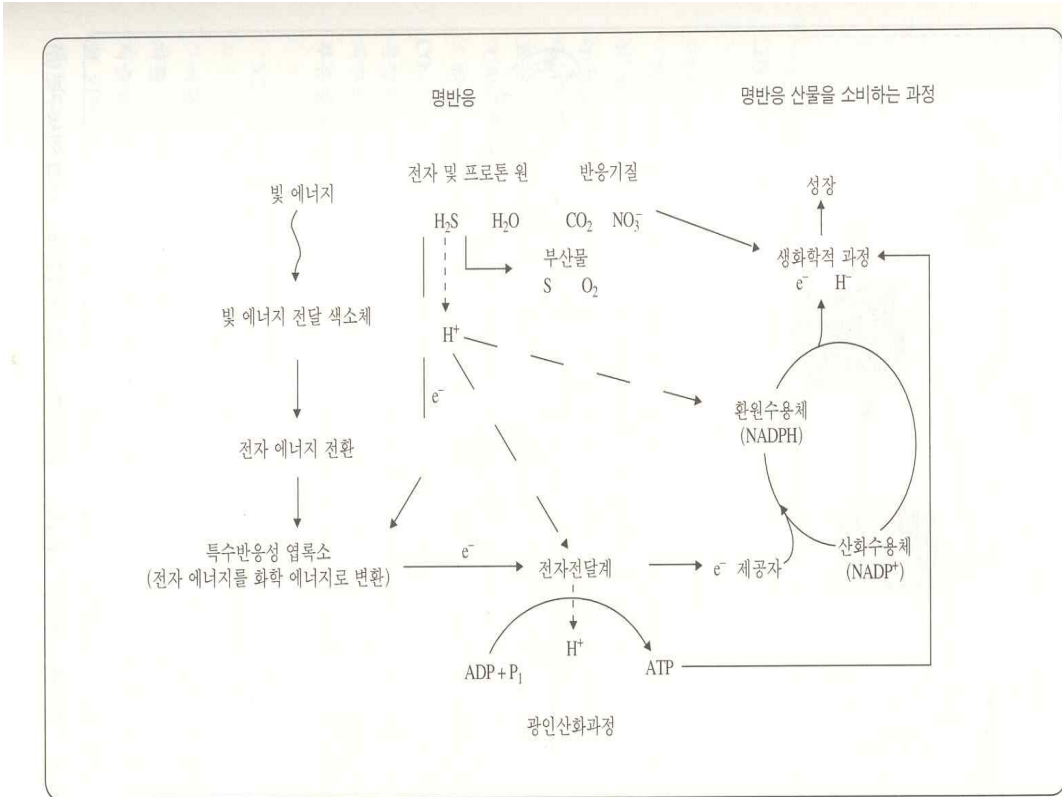 명반응
명반응 산물을 소비하는 과정
전자 및 프로톤 원
반응기질
빛 에너지
성장
H₂S H₂O CO₂ NO₃⁻
부산물
생화학적 과정
S O₂
e⁻ H⁻
빛 에너지 전달 색소체
H⁺
e⁻
환원수용체
(NADPH)
전자 에너지 전환
특수반응성 엽록소
(전자 에너지를 화학 에너지로 변환)
e⁻
전자전달계
e⁻ 제공자
산화수용체
(NADP⁺)
H⁺
ADP + P₁
ATP
광인산화과정